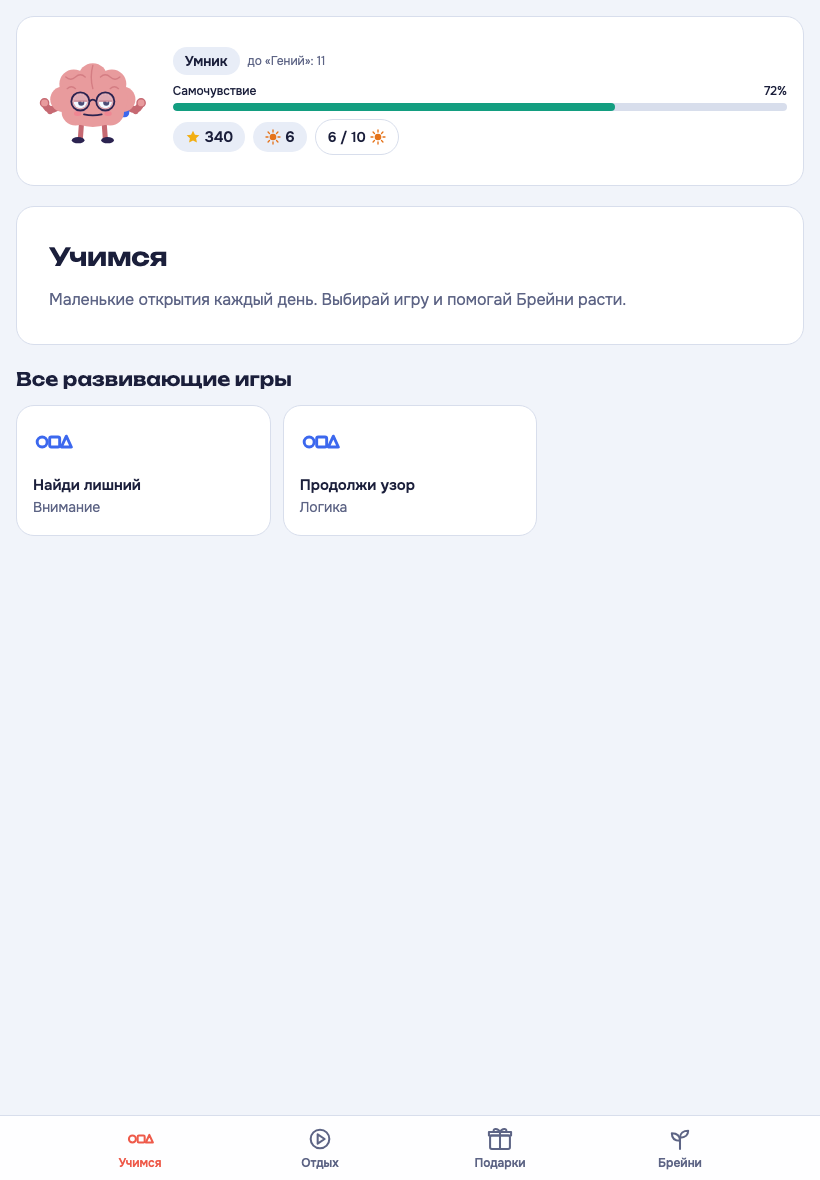 Умник до «Гений»: 11
Самочувствие 72%
340 6 6 / 10
Учимся
Маленькие открытия каждый день. Выбирай игру и помогай Брейни расти.
Все развивающие игры
Найди лишний
Внимание
Продолжи узор
Логика
Учимся Отдых Подарки Брейни